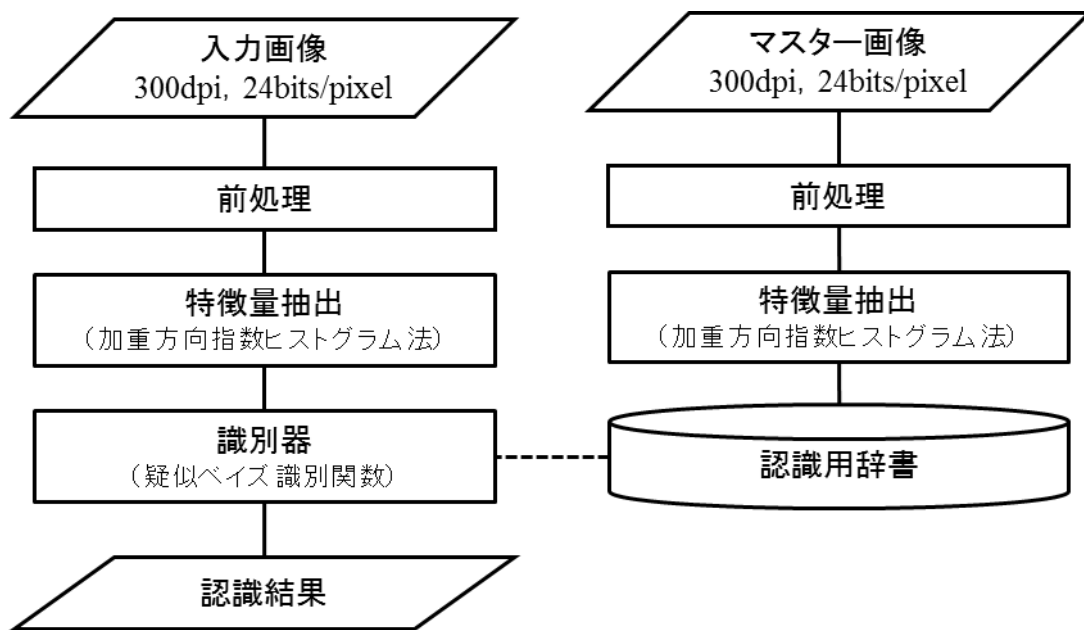 入力画像
300dpi, 24bits/pixel
前処理
特徴量抽出
（加重方向指数ヒストグラム法）
識別器
（疑似ベイズ識別関数）
認識結果
マスター画像
300dpi, 24bits/pixel
前処理
特徴量抽出
（加重方向指数ヒストグラム法）
認識用辞書